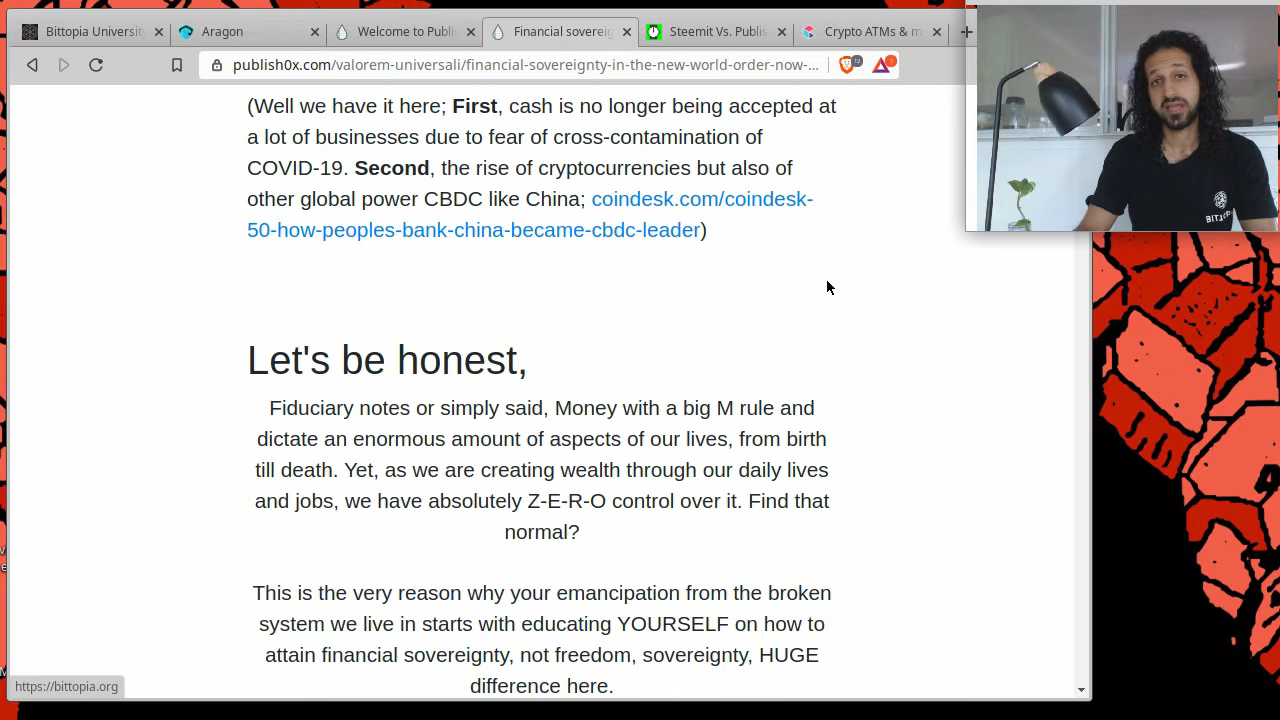 Bittopia University
Aragon
Welcome to Publi
Financial sovereig
Steemit Vs. Publis
Crypto ATMs & m
publish0x.com/valorem-universali/financial-sovereignty-in-the-new-world-order-now-...
12
1
(Well we have it here; First, cash is no longer being accepted at
a lot of businesses due to fear of cross-contamination of
COVID-19. Second, the rise of cryptocurrencies but also of
other global power CBDC like China; coindesk.com/coindesk-
50-how-peoples-bank-china-became-cbdc-leader)
Let's be honest,
Fiduciary notes or simply said, Money with a big M rule and
dictate an enormous amount of aspects of our lives, from birth
till death. Yet, as we are creating wealth through our daily lives
and jobs, we have absolutely Z-E-R-O control over it. Find that
normal?
This is the very reason why your emancipation from the broken
system we live in starts with educating YOURSELF on how to
attain financial sovereignty, not freedom, sovereignty, HUGE
difference here.
https://bittopia.org